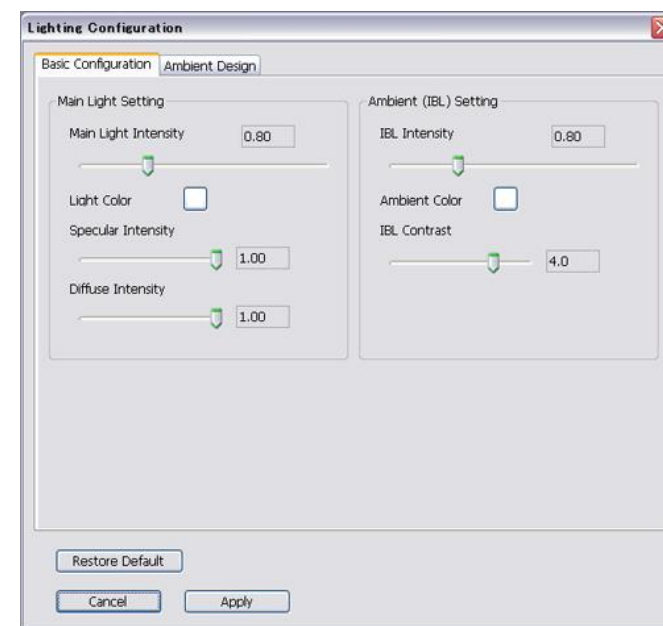 Lighting Configuration
Basic Configuration Ambient Design
Main Light Setting
Main Light Intensity 0.80
Light Color
Specular Intensity
1.00
Diffuse Intensity
1.00
Ambient (IBL) Setting
IBL Intensity 0.80
Ambient Color
IBL Contrast
4.0
Restore Default
Cancel Apply